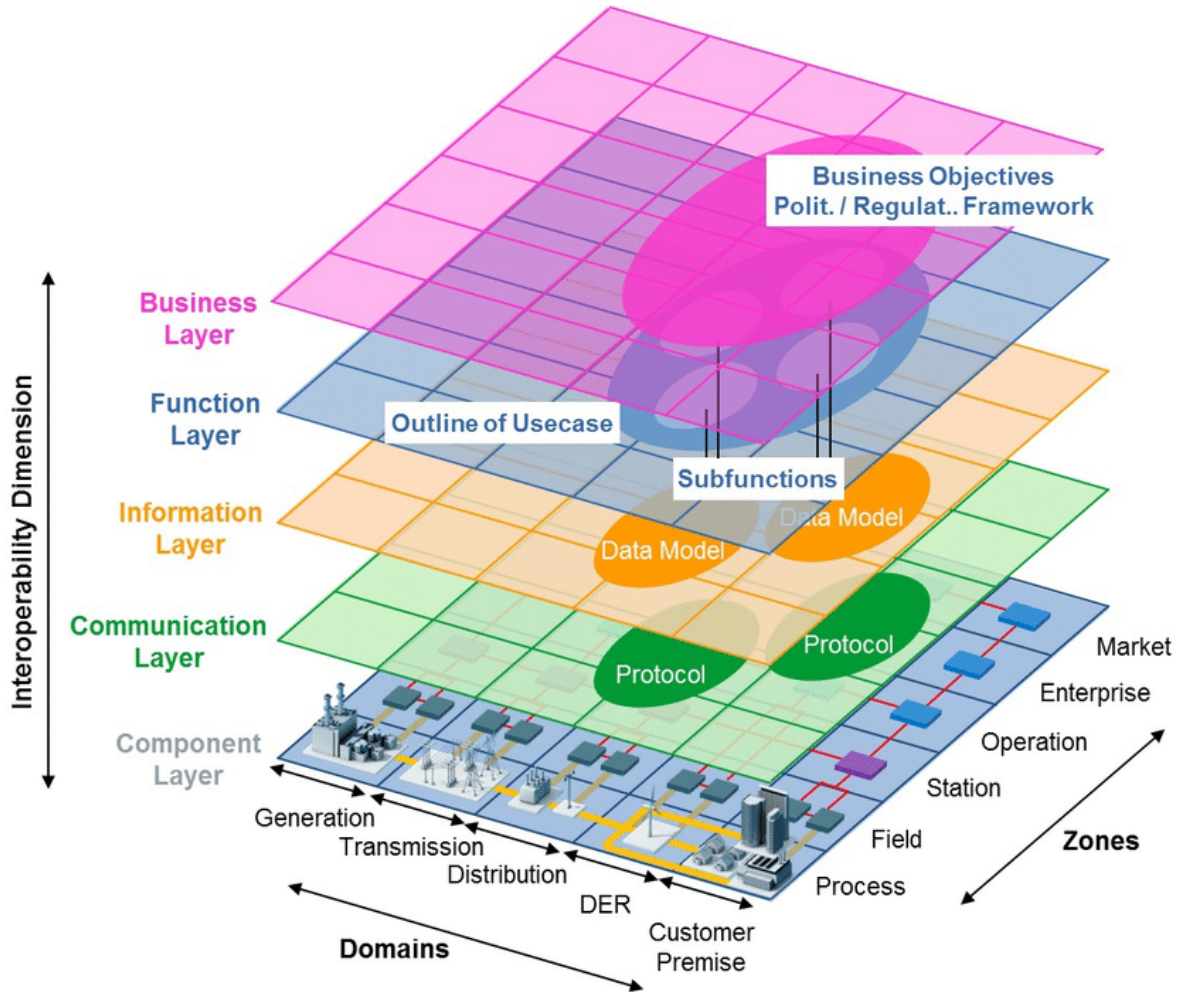 Business Objectives
Polit. / Regulat.. Framework
Business
Layer
Function
Layer
Outline of Usecase
Subfunctions
Information
Layer
Data Model
Data Model
Communication
Layer
Protocol
Protocol
Component
Layer
Interoperability Dimension
Market
Enterprise
Operation
Station
Field
Process
Zones
Generation
Transmission
Distribution
DER
Customer
Premise
Domains